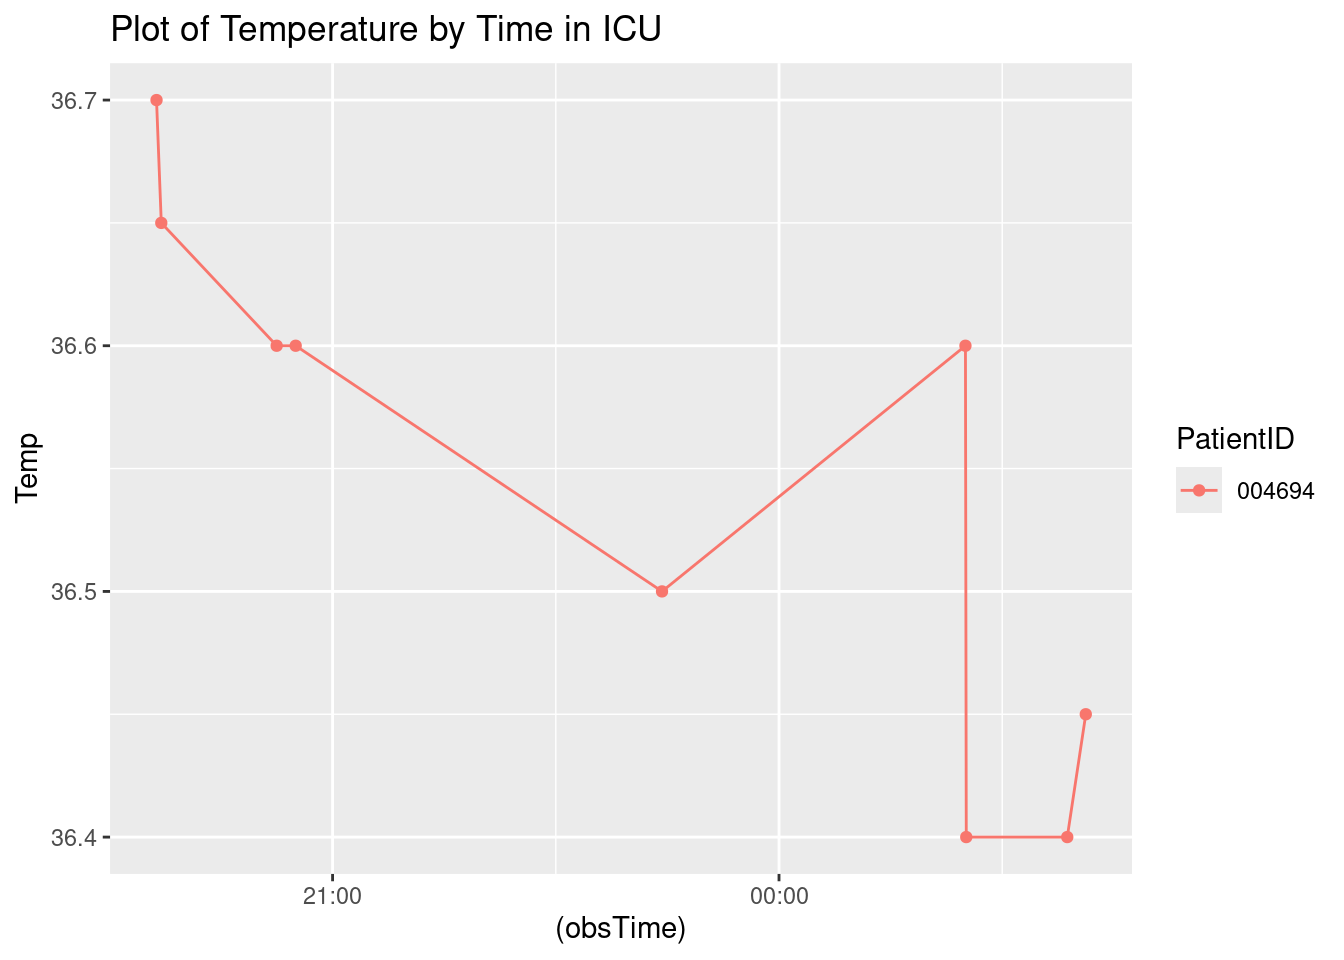 Plot of Temperature by Time in ICU
36.7
36.6
36.5
36.4
Temp
21:00
00:00
(obsTime)
PatientID
004694